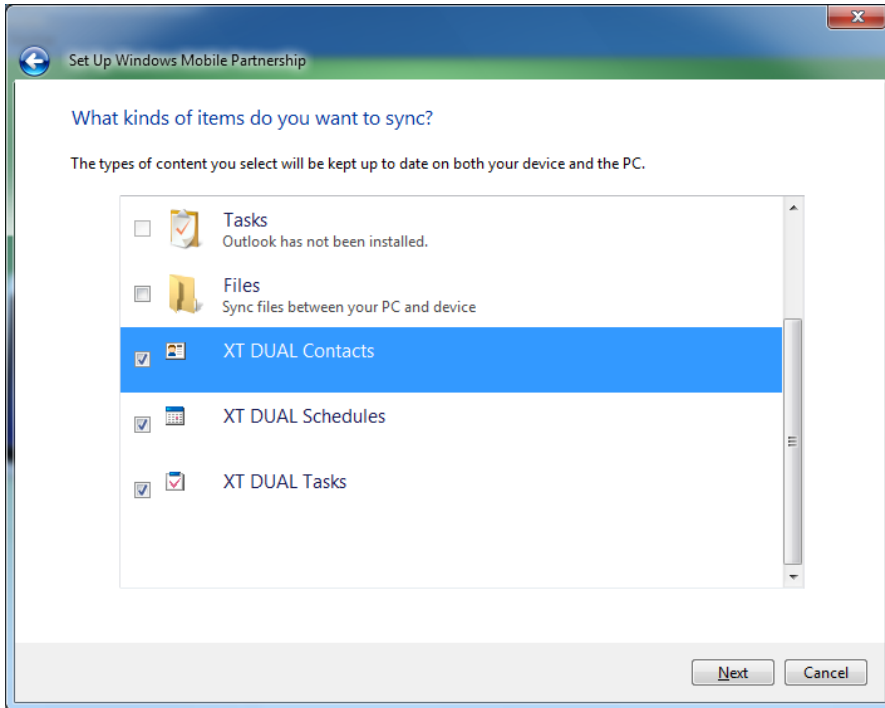 Set Up Windows Mobile Partnership
What kinds of items do you want to sync?
The types of content you select will be kept up to date on both your device and the PC.
Tasks
Outlook has not been installed.
Files
Sync files between your PC and device
XT DUAL Contacts
XT DUAL Schedules
XT DUAL Tasks
Next
Cancel